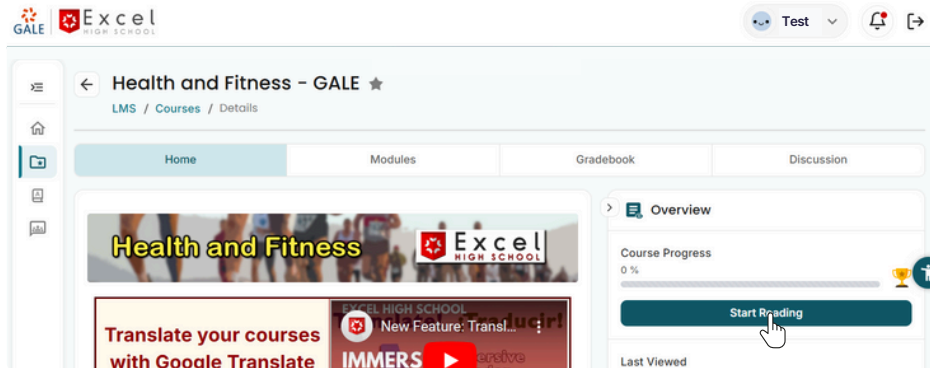 GALE Excel
HIGH SCHOOL
Test
Health and Fitness - GALE
LMS / Courses / Details
Home Modules Gradebook Discussion
Health and Fitness
Excel
HIGH SCHOOL
Translate your courses
with Google Translate
EXCEL HIGH SCHOOL
New Feature: Transl...
IMMERS
Overview
Course Progress
0 %
Start Reading
Last Viewed